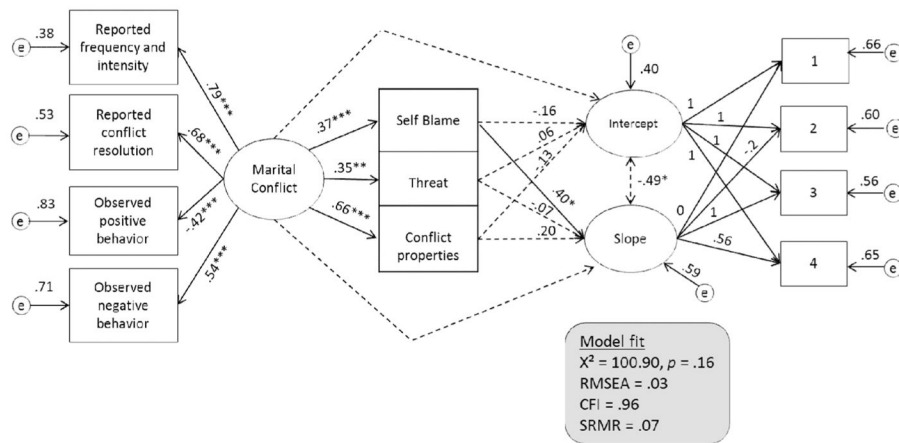 .38
e
Reported
frequency and
intensity
.53
e
Reported
conflict
resolution
.83
e
Observed
positive
behavior
.71
e
Observed
negative
behavior
.79***
.68***
-.42***
.54***
Marital
Conflict
.37***
.35**
.66***
Self Blame
Threat
Conflict
properties
-.16
.06
.13
.40*
-.07
.20
e
.40
Intercept
-.49*
Slope
.59
e
1
1
1
1
0
-.2
1
.56
1
.66
e
2
.60
e
3
.56
e
4
.65
e
Model fit
X² = 100.90, p = .16
RMSEA = .03
CFI = .96
SRMR = .07